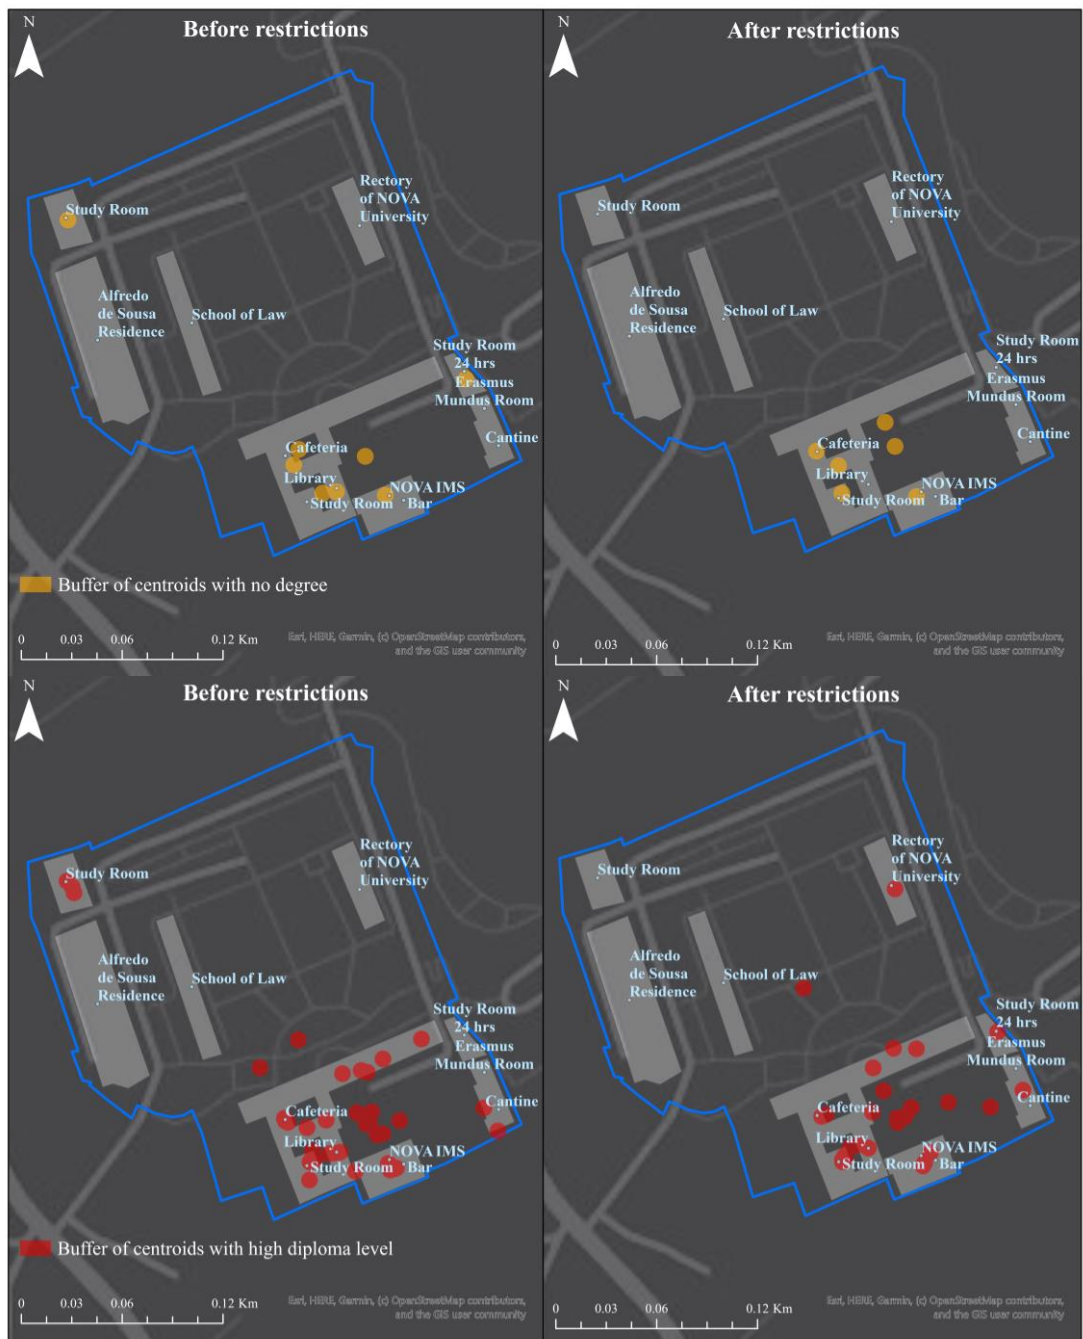 Before restrictions
N
Study Room
Rectory
of NOVA
University
Alfredo
de Sousa
Residence
School of Law
Study Room
24 hrs
Erasmus
Mundus Room
Cafeteria
Cantine
Library
NOVA IMS
Study Room
Bar
Buffer of centroids with no degree
0 0.03 0.06 0.12 Km
Esri, HERE, Garmin, (c) OpenStreetMap contributors,
and the GIS user community
After restrictions
N
Study Room
Rectory
of NOVA
University
Alfredo
de Sousa
Residence
School of Law
Study Room
24 hrs
Erasmus
Mundus Room
Cafeteria
Cantine
Library
NOVA IMS
Study Room
Bar
0 0.03 0.06 0.12 Km
Esri, HERE, Garmin, (c) OpenStreetMap contributors,
and the GIS user community
Before restrictions
N
Study Room
Rectory
of NOVA
University
Alfredo
de Sousa
Residence
School of Law
Study Room
24 hrs
Erasmus
Mundus Room
Cafeteria
Cantine
Library
NOVA IMS
Study Room
Bar
Buffer of centroids with high diploma level
0 0.03 0.06 0.12 Km
Esri, HERE, Garmin, (c) OpenStreetMap contributors,
and the GIS user community
After restrictions
N
Study Room
Rectory
of NOVA
University
Alfredo
de Sousa
Residence
School of Law
Study Room
24 hrs
Erasmus
Mundus Room
Cafeteria
Cantine
Library
NOVA IMS
Study Room
Bar
0 0.03 0.06 0.12 Km
Esri, HERE, Garmin, (c) OpenStreetMap contributors,
and the GIS user community